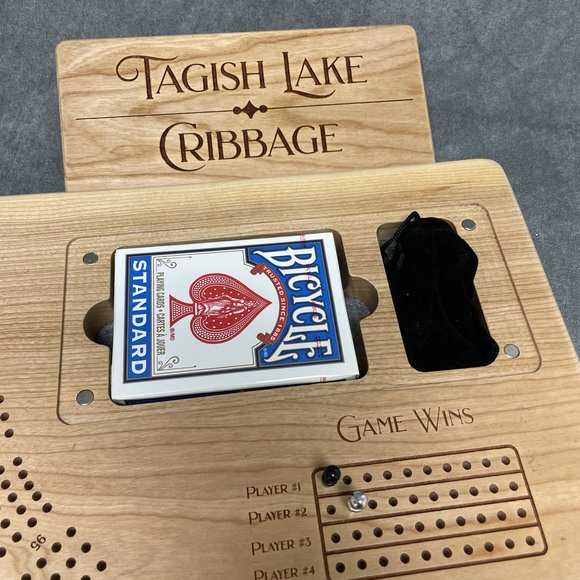 TAGISH LAKE
CRIBBAGE
BICYCLE
TRUSTED SINCE 1885
PLAYING CARDS • CARTES À JOUER
STANDARD
GAME WINS
PLAYER #1
PLAYER #2
PLAYER #3
PLAYER #4
95